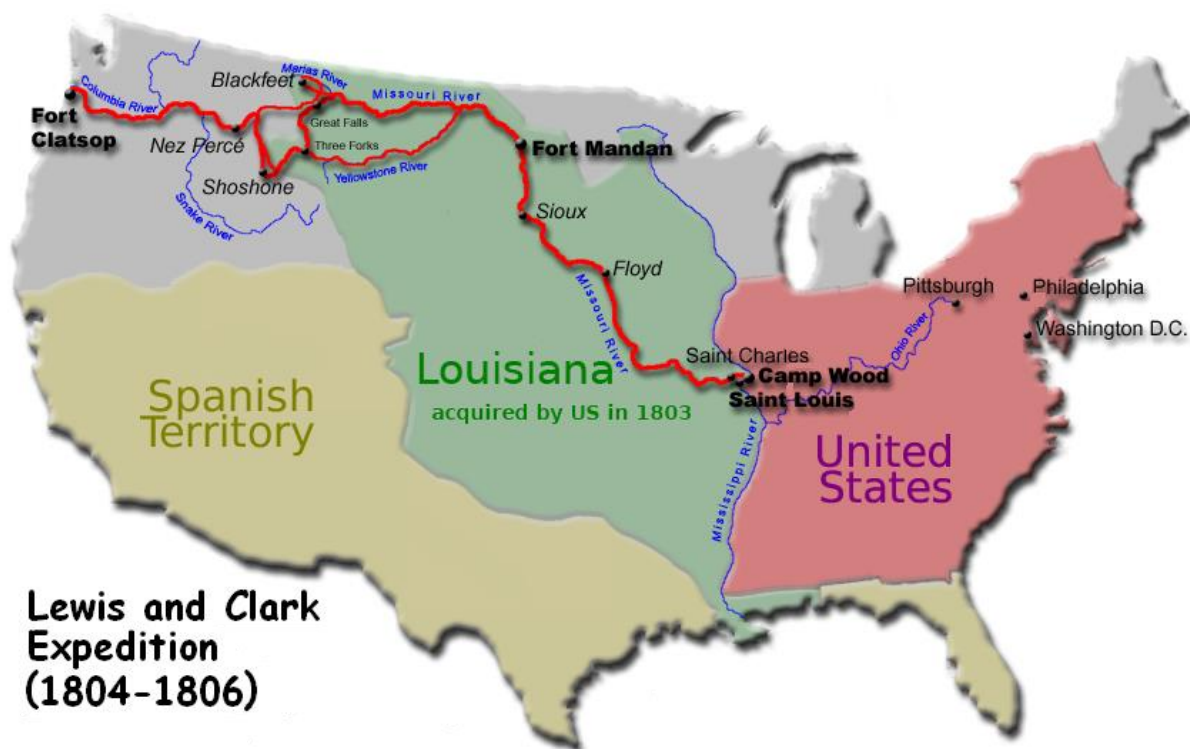 Blackfeet
Marias River
Columbia River
Missouri River
Fort
Clatsop
Great Falls
Nez Percé
Three Forks
Fort Mandan
Yellowstone River
Shoshone
Snake River
Sioux
Floyd
Missouri River
Pittsburgh
Philadelphia
Ohio River
Washington D.C.
Saint Charles
Camp Wood
Saint Louis
Louisiana
acquired by US in 1803
Spanish
Territory
Mississippi River
United
States
Lewis and Clark
Expedition
(1804-1806)